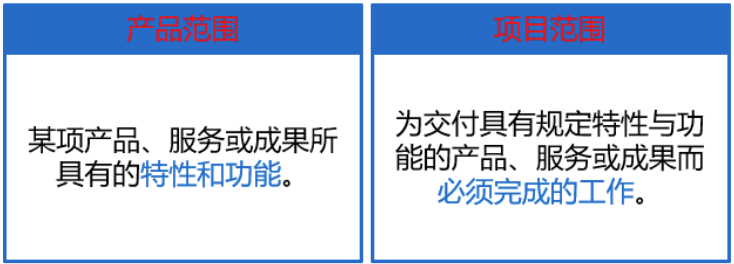 产品范围
某项产品、服务或成果所
具有的特性和功能。
项目范围
为交付具有规定特性与功
能的产品、服务或成果而
必须完成的工作。